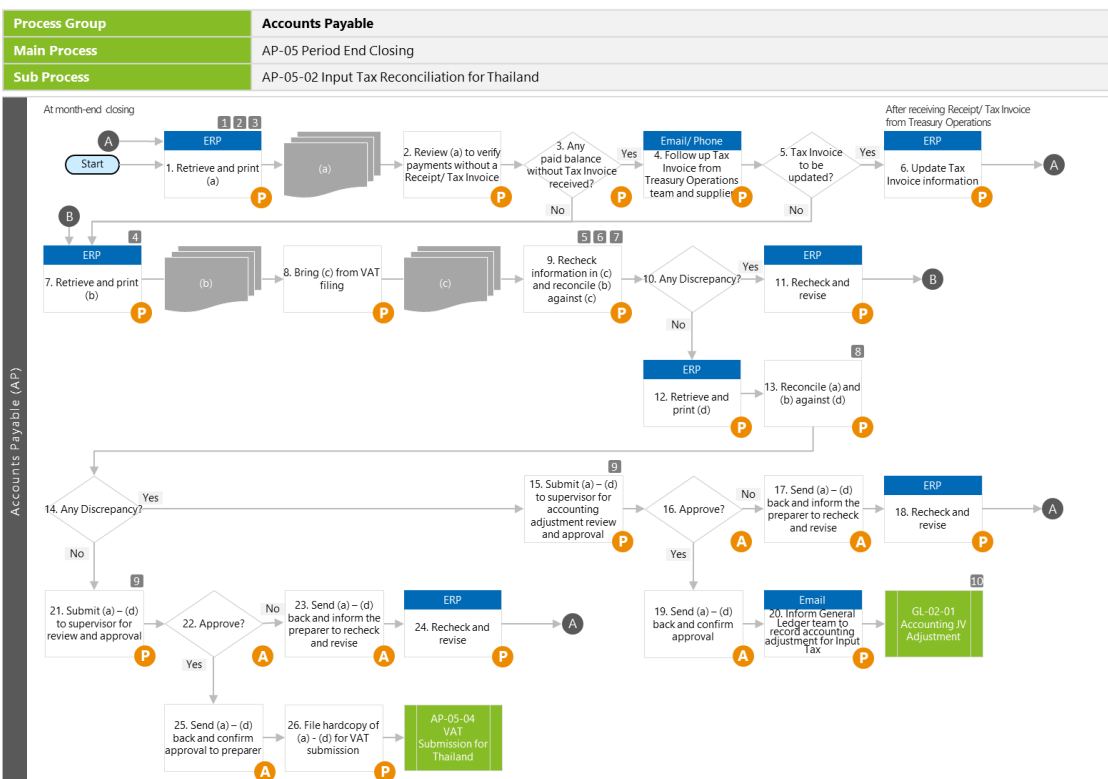 Process Group
Accounts Payable
Main Process
AP-05 Period End Closing
Sub Process
AP-05-02 Input Tax Reconciliation for Thailand
Accounts Payable (AP)
At month-end closing
After receiving Receipt/ Tax Invoice
from Treasury Operations
A
Start
1 2 3
ERP
1. Retrieve and print
(a)
P
(a)
2. Review (a) to verify
payments without a
Receipt/ Tax Invoice
P
3. Any
paid balance
without Tax Invoice
received?
P
Yes
No
Email/ Phone
4. Follow up Tax
Invoice from
Treasury Operations
team and supplier
P
5. Tax Invoice
to be
updated?
Yes
No
ERP
6. Update Tax
Invoice information
P
A
B
4
ERP
7. Retrieve and print
(b)
P
(b)
8. Bring (c) from VAT
filing
P
(c)
5 6 7
9. Recheck
information in (c)
and reconcile (b)
against (c)
P
10. Any Discrepancy?
Yes
No
ERP
11. Recheck and
revise
P
B
ERP
12. Retrieve and
print (d)
P
8
13. Reconcile (a) and
(b) against (d)
P
14. Any Discrepancy?
Yes
No
9
15. Submit (a) – (d)
to supervisor for
accounting
adjustment review
and approval
P
16. Approve?
A
No
Yes
17. Send (a) – (d)
back and inform the
preparer to recheck
and revise
A
ERP
18. Recheck and
revise
P
A
19. Send (a) – (d)
back and confirm
approval
A
Email
20. Inform General
Ledger team to
record accounting
adjustment for Input
Tax
P
10
GL-02-01
Accounting JV
Adjustment
9
21. Submit (a) – (d)
to supervisor for
review and approval
P
22. Approve?
A
No
Yes
23. Send (a) – (d)
back and inform the
preparer to recheck
and revise
A
ERP
24. Recheck and
revise
P
A
25. Send (a) – (d)
back and confirm
approval to preparer
A
26. File hardcopy of
(a) - (d) for VAT
submission
P
AP-05-04
VAT
Submission for
Thailand